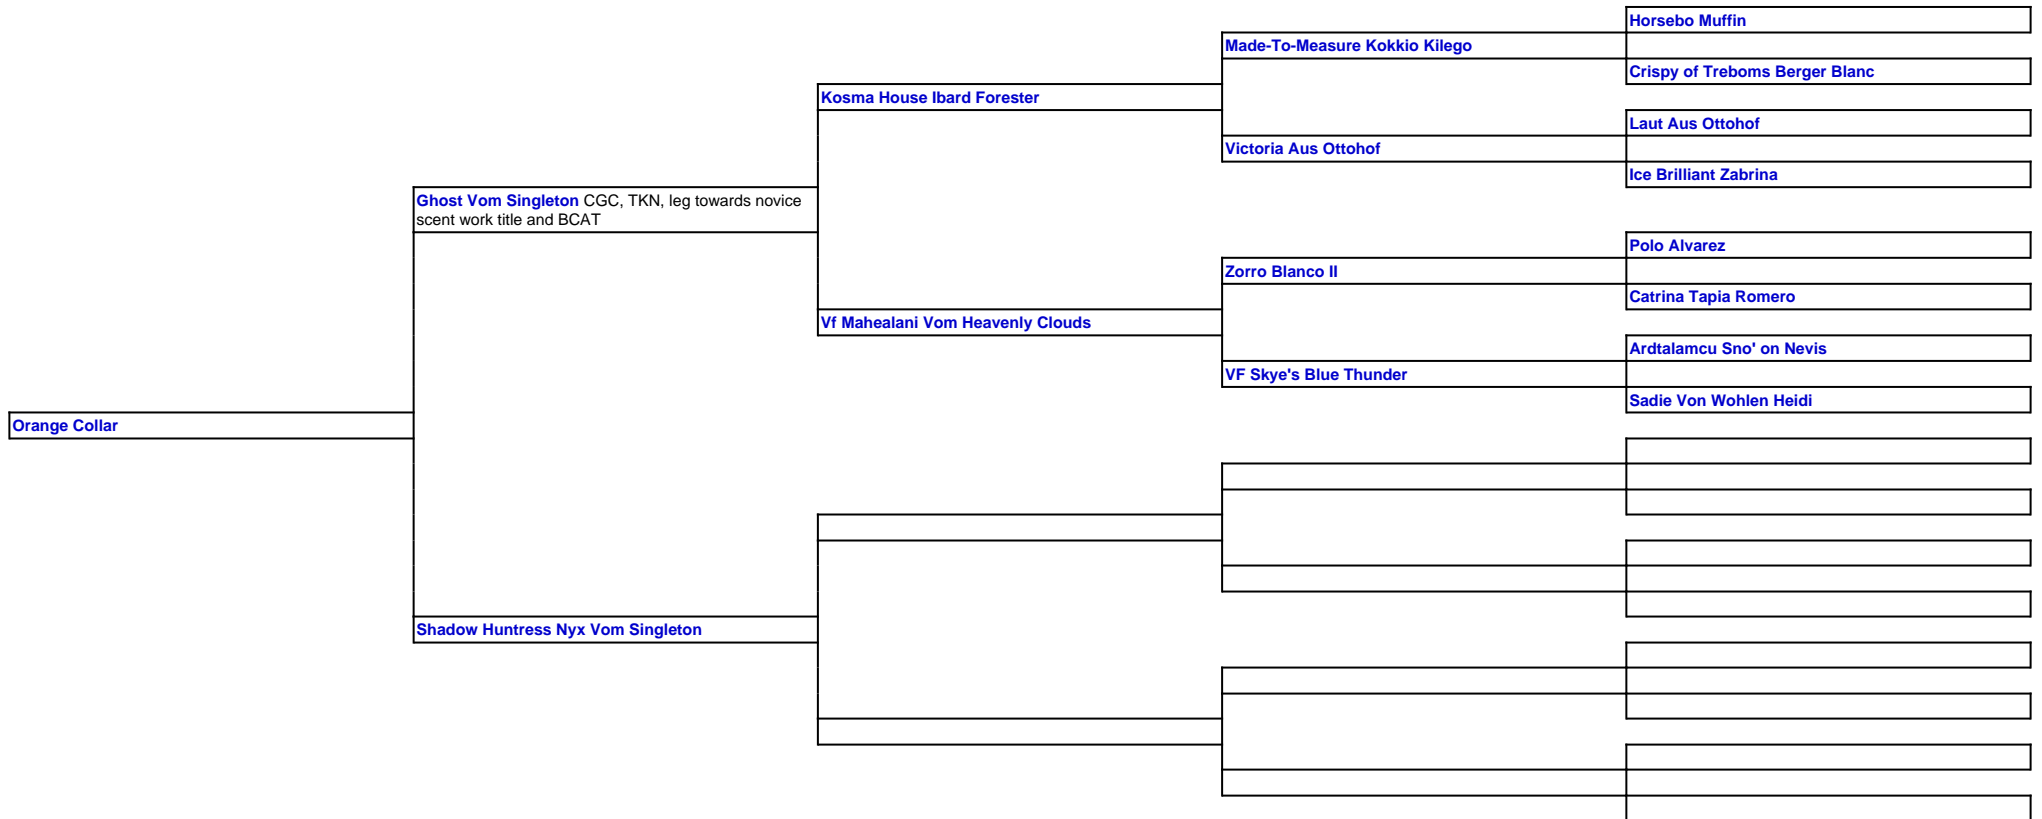 Horsebo Muffin
Made-To-Measure Kokkio Kilego
Crispy of Treboms Berger Blanc
Kosma House Ibard Forester
Laut Aus Ottohof
Victoria Aus Ottohof
Ice Brilliant Zabrina
Ghost Vom Singleton CGC, TKN, leg towards novice
scent work title and BCAT
Polo Alvarez
Zorro Blanco II
Catrina Tapia Romero
Vf Mahealani Vom Heavenly Clouds
Ardtalamcu Sno' on Nevis
VF Skye's Blue Thunder
Sadie Von Wohlen Heidi
Orange Collar
Shadow Huntress Nyx Vom Singleton